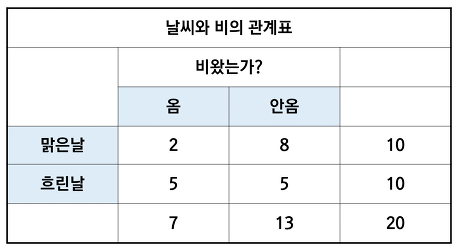 날씨와 비의 관계표
비왔는가?
옴 안옴
맑은날 2 8 10
흐린날 5 5 10
7 13 20